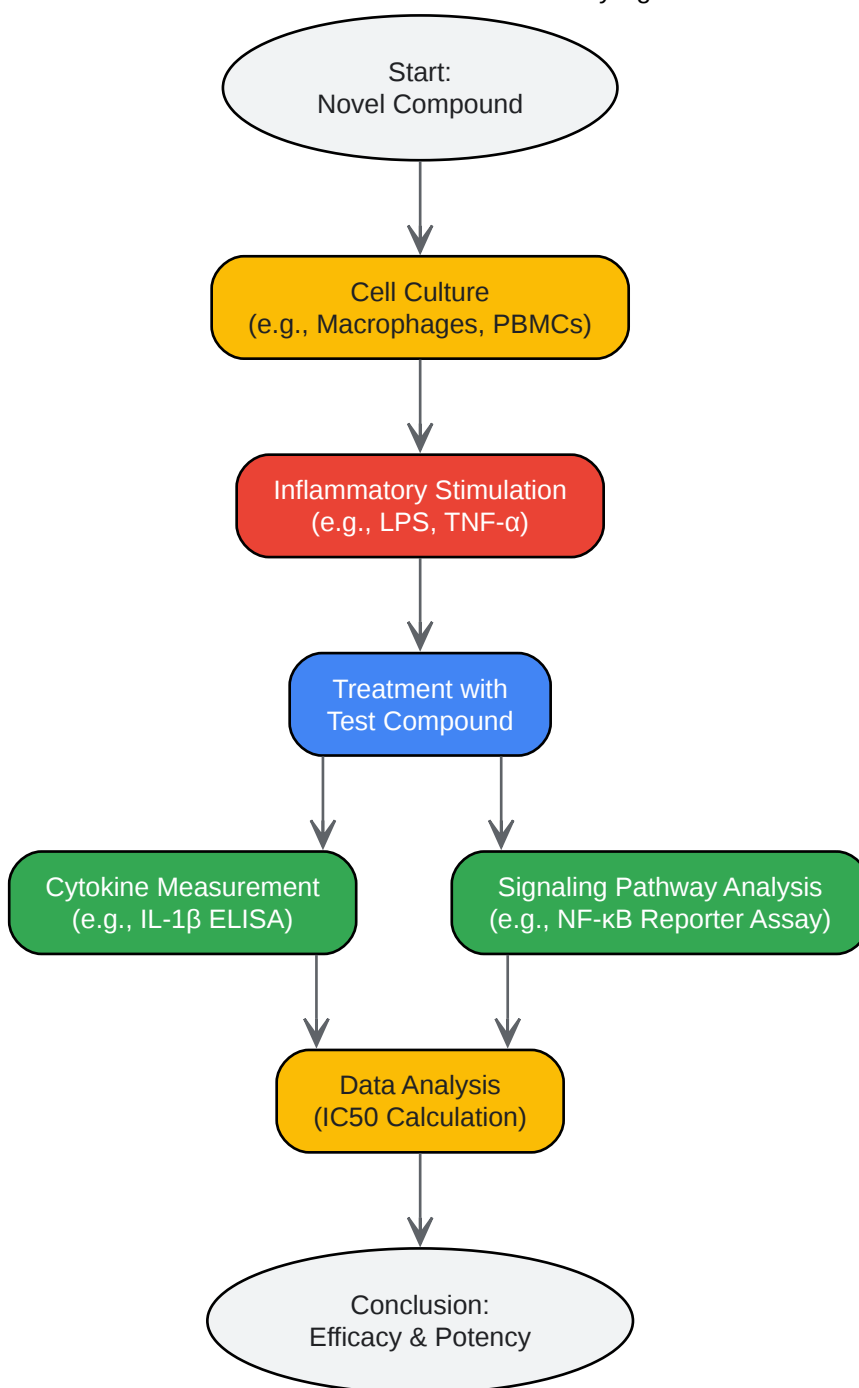 Start:
Novel Compound
Cell Culture
(e.g., Macrophages, PBMCs)
Inflammatory Stimulation
(e.g., LPS, TNF-α)
Treatment with
Test Compound
Cytokine Measurement
(e.g., IL-1β ELISA)
Signaling Pathway Analysis
(e.g., NF-κB Reporter Assay)
Data Analysis
(IC50 Calculation)
Conclusion:
Efficacy & Potency